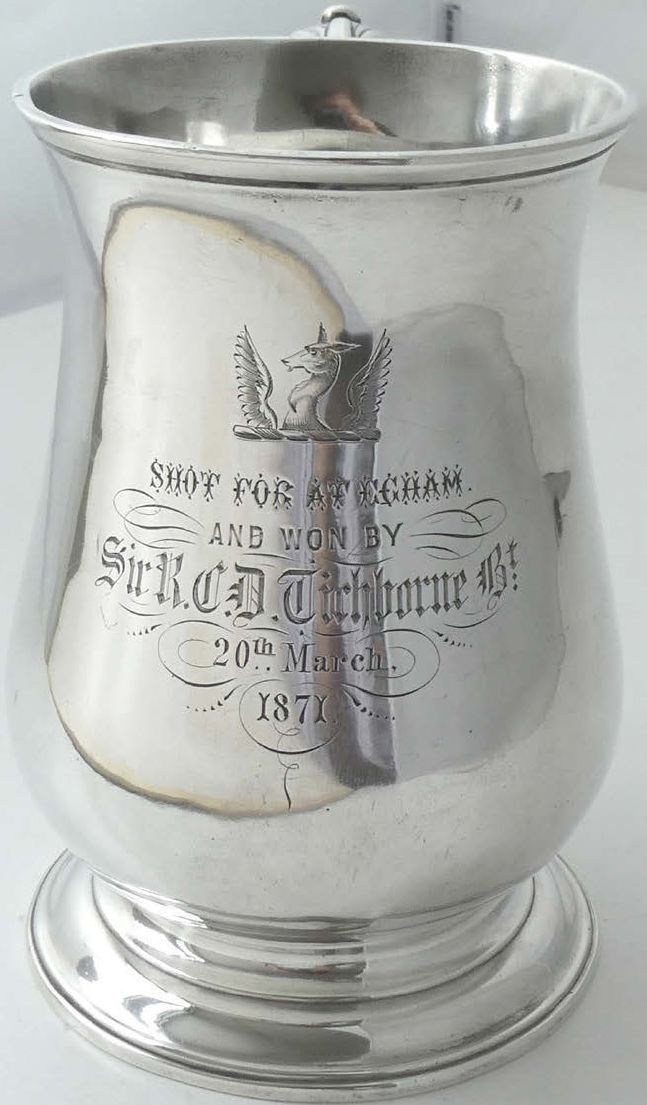 SHOT FOR AT EGHAM.
AND WON BY
Sir R.C.D. Tichborne Bt
20th. March.
1871.